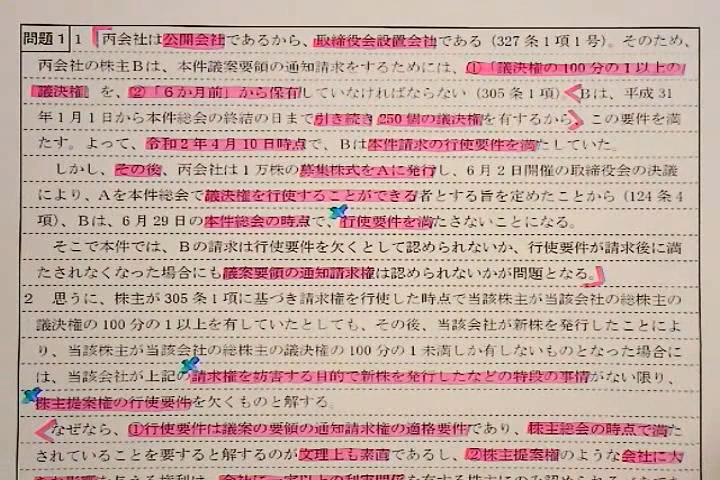 問題1 1 丙会社は公開会社であるから、取締役会設置会社である(327条1項1号)。そのため、
丙会社の株主Bは、本件議案要領の通知請求をするためには、①「議決権の100分の1以上の
議決権」を、②「6か月前」から保有していなければならない(305条1項)Bは、平成31
年1月1日から本件総会の終結の日まで引き続き250個の議決権を有するから、この要件を満
たす。よって、令和2年4月10日時点で、Bは本件請求の行使要件を満たしていた。
しかし、その後、丙会社は1万株の募集株式をAに発行し、6月2日開催の取締役会の決議
により、Aを本件総会で議決権を行使することができる者とする旨を定めたことから(124条4
項)、Bは、6月29日の本件総会の時点で、行使要件を満たさないことになる。
そこで本件では、Bの請求は行使要件を欠くとして認められないか、行使要件が請求後に満
たされなくなった場合にも議案要領の通知請求権は認められないかが問題となる。
2 思うに、株主が305条1項に基づき請求権を行使した時点で当該株主が当該会社の総株主の
議決権の100分の1以上を有していたとしても、その後、当該会社が新株を発行したことによ
り、当該株主が当該会社の総株主の議決権の100分の1未満しか有しないものとなった場合に
は、当該会社が上記の請求権を妨害する目的で新株を発行したなどの特段の事情がない限り、
株主提案権の行使要件を欠くものと解する。
なぜなら、①行使要件は議案の要領の通知請求権の適格要件であり、株主総会の時点で満た
されていることを要すると解するのが文理上も素直であるし、②株主提案権のような会社に大